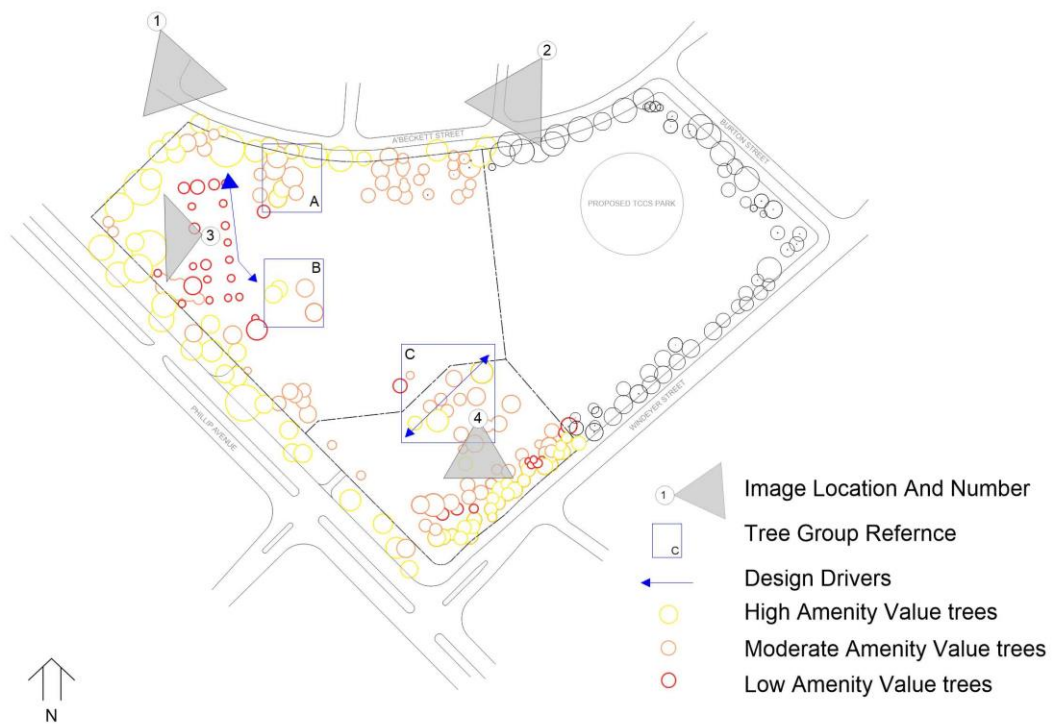 1
2
A'BECKETT STREET
BURTON STREET
A
PROPOSED TCCS PARK
3
B
C
4
PHILLIP AVENUE
WINDEYER STREET
1 Image Location And Number
C Tree Group Refernce
Design Drivers
High Amenity Value trees
Moderate Amenity Value trees
Low Amenity Value trees
N